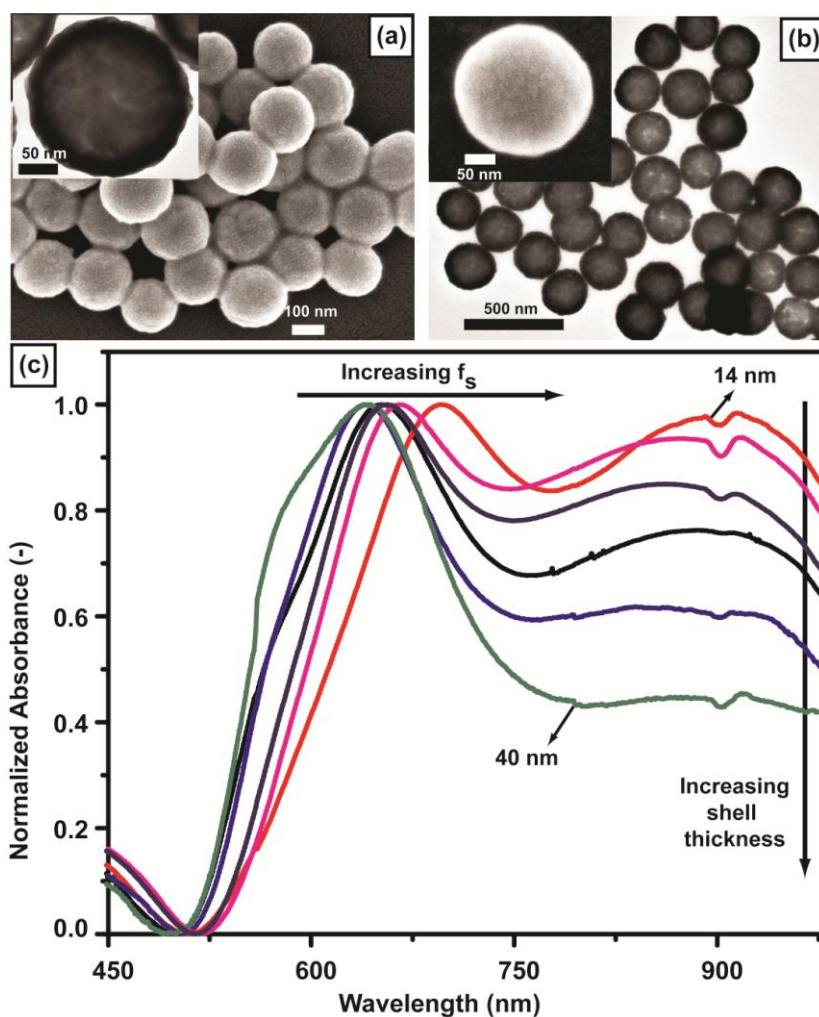 (a)
50 nm
100 nm
(b)
50 nm
500 nm
(c)
Increasing fs
14 nm
40 nm
Increasing
shell
thickness
1.0
0.8
0.6
0.4
0.2
0.0
Normalized Absorbance (-)
450
600
750
900
Wavelength (nm)